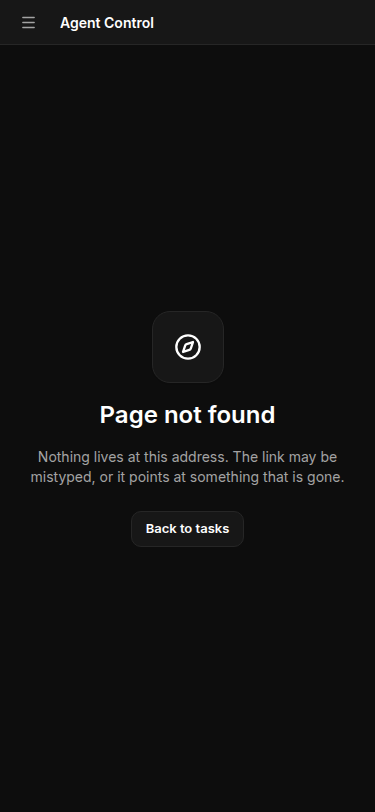 Agent Control
Page not found
Nothing lives at this address. The link may be
mistyped, or it points at something that is gone.
Back to tasks